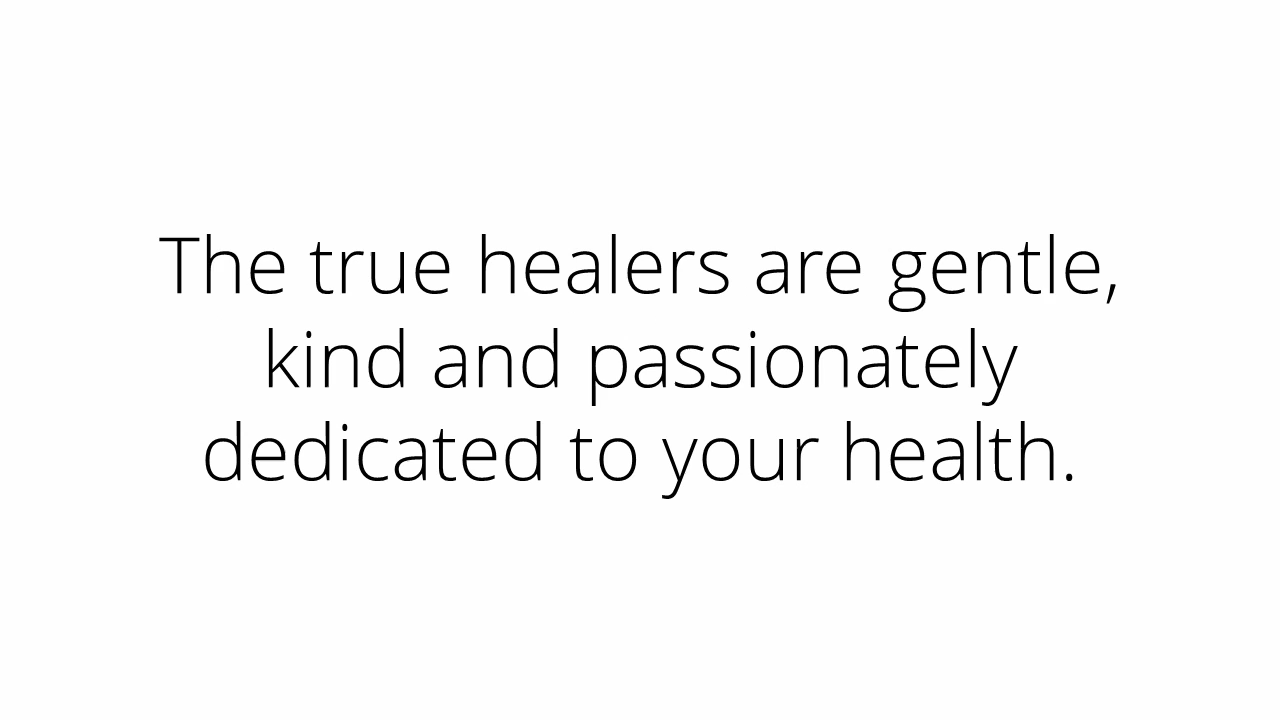 The true healers are gentle,
kind and passionately
dedicated to your health.